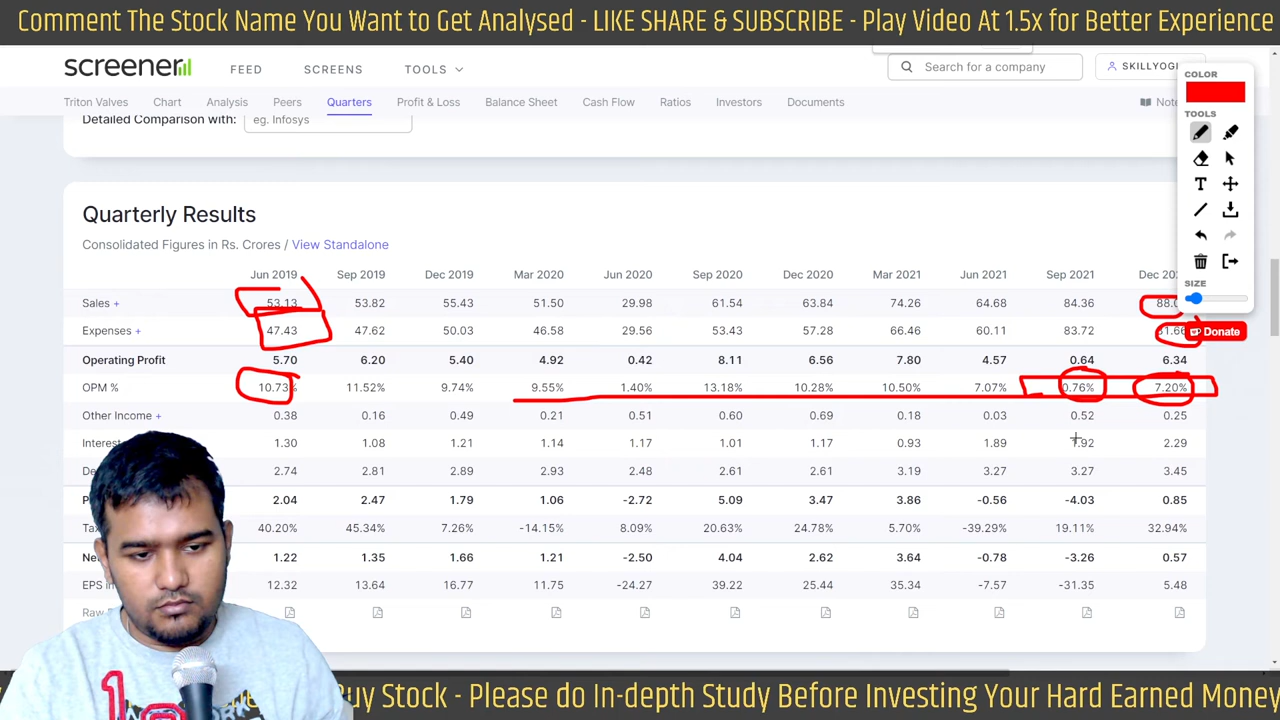 Comment The Stock Name You Want to Get Analysed - LIKE SHARE & SUBSCRIBE - Play Video At 1.5x for Better Experience
screener FEED SCREENS TOOLS Search for a company
COLOR
TOOLS
SIZE
Donate
Triton Valves Chart Analysis Peers Quarters Profit & Loss Balance Sheet Cash Flow Ratios Investors Documents
Detailed Comparison with: eg. Infosys
Quarterly Results
Consolidated Figures in Rs. Crores / View Standalone
Jun 2019 Sep 2019 Dec 2019 Mar 2020 Jun 2020 Sep 2020 Dec 2020 Mar 2021 Jun 2021 Sep 2021 Dec
Sales + 53.13 53.82 55.43 51.50 29.98 61.54 63.84 74.26 64.68 84.36
Expenses + 47.43 47.62 50.03 46.58 29.56 53.43 57.28 66.46 60.11 83.72
Operating Profit 5.70 6.20 5.40 4.92 0.42 8.11 6.56 7.80 4.57 0.64 6.34
OPM % 10.73% 11.52% 9.74% 9.55% 1.40% 13.18% 10.28% 10.50% 7.07% 0.76% 7.20%
Other Income + 0.38 0.16 0.49 0.21 0.51 0.60 0.69 0.18 0.03 0.52 0.25
1.30 1.08 1.21 1.14 1.17 1.01 1.17 0.93 1.89 2.29
2.74 2.81 2.89 2.93 2.48 2.61 2.61 3.19 3.27 3.27 3.45
2.04 2.47 1.79 1.06 -2.72 5.09 3.47 3.86 -0.56 -4.03 0.85
40.20% 45.34% 7.26% -14.15% 8.09% 20.63% 24.78% 5.70% -39.29% 19.11% 32.94%
1.22 1.35 1.66 1.21 -2.50 4.04 2.62 3.64 -0.78 -3.26 0.57
EPS 12.32 13.64 16.77 11.75 -24.27 39.22 25.44 35.34 -7.57 -31.35 5.48
Raw
Buy Stock - Please do In-depth Study Before Investing Your Hard Earned Money